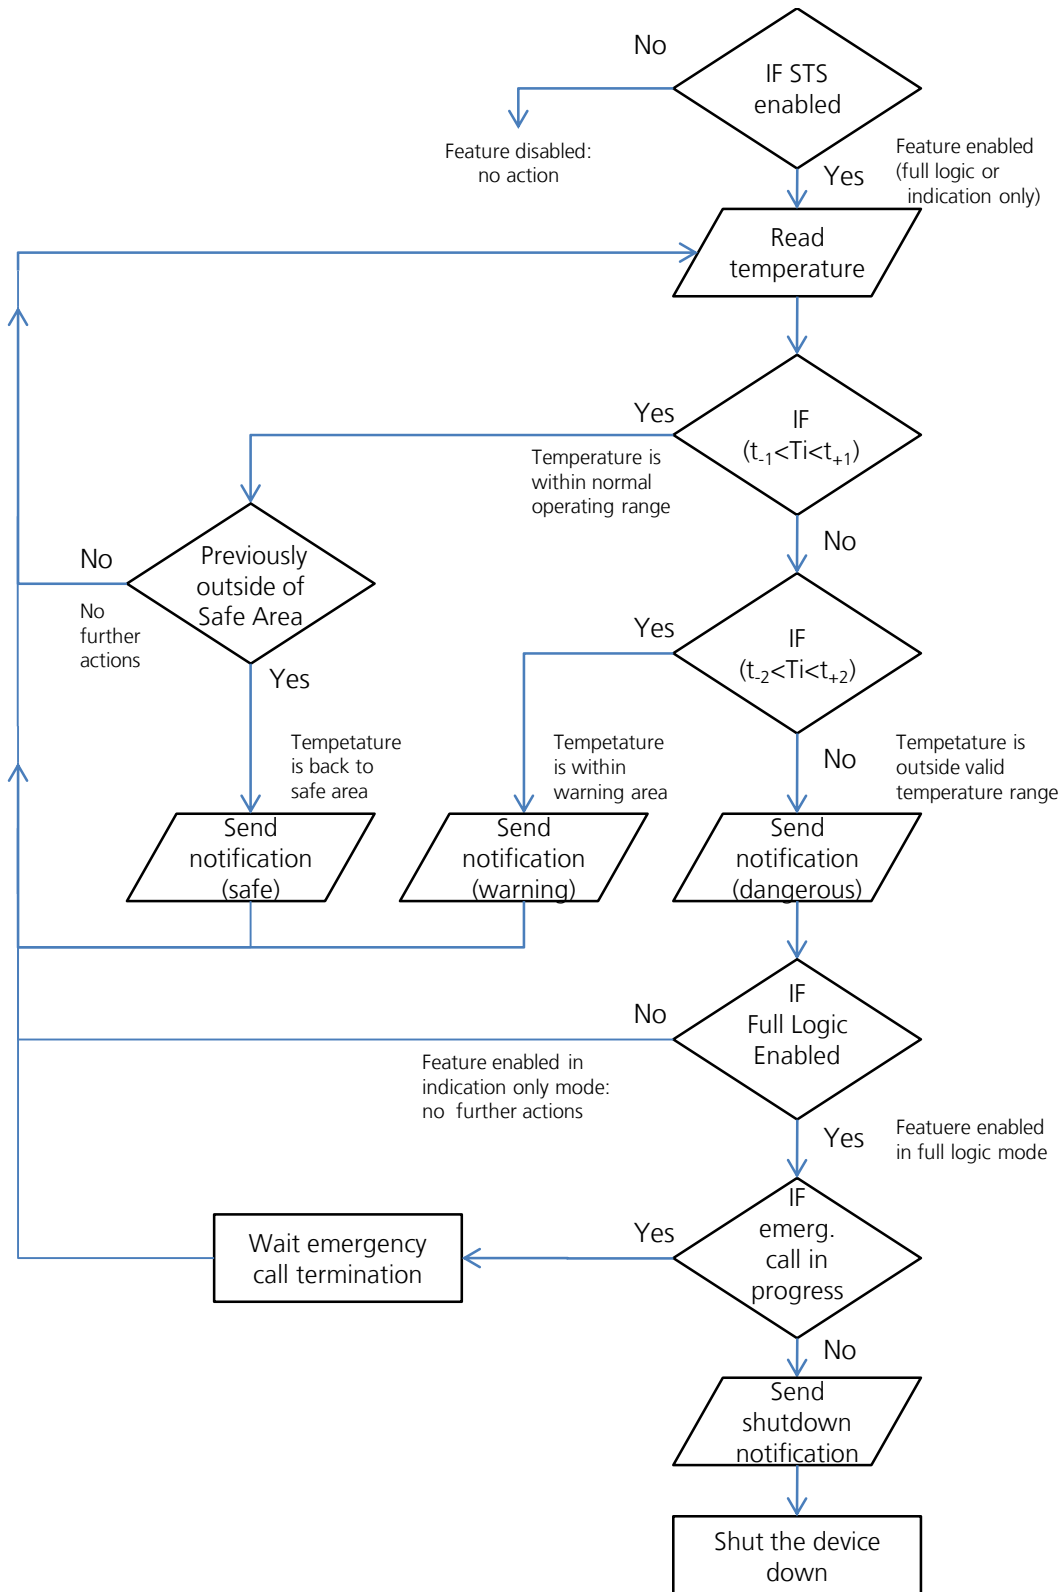 No
IF STS
enabled
Feature disabled:
no action
Yes
Feature enabled
(full logic or
indication only)
Read
temperature
Yes
IF
(t-1<Ti<t+1)
Temperature is
within normal
operating range
No
No
Previously
outside of
Safe Area
No
further
actions
Yes
Yes
IF
(t-2<Ti<t+2)
Tempetature
is back to
safe area
Tempetature
is within
warning area
No
Tempetature is
outside valid
temperature range
Send
notification
(safe)
Send
notification
(warning)
Send
notification
(dangerous)
No
IF
Full Logic
Enabled
Feature enabled in
indication only mode:
no further actions
Yes
Featuere enabled
in full logic mode
Wait emergency
call termination
Yes
IF
emerg.
call in
progress
No
Send
shutdown
notification
Shut the device
down